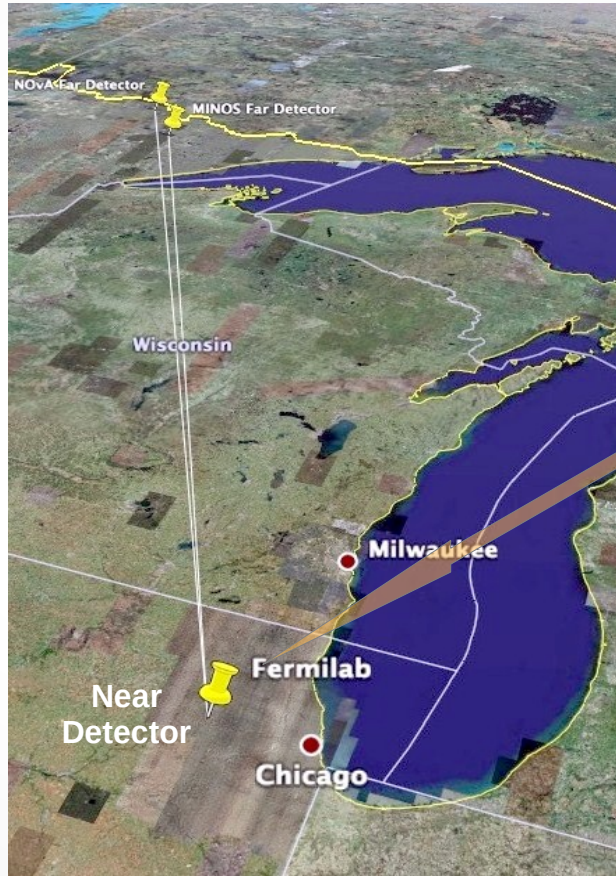 NOvA Far Detector
MINOS Far Detector
Wisconsin
Milwaukee
Fermilab
Near
Detector
Chicago